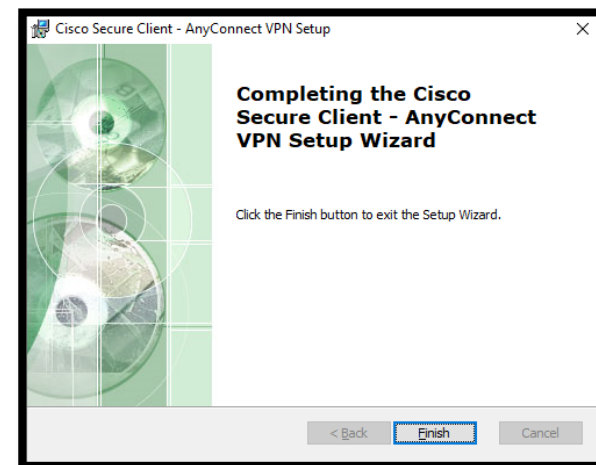 Cisco Secure Client - AnyConnect VPN Setup
Completing the Cisco
Secure Client - AnyConnect
VPN Setup Wizard
Click the Finish button to exit the Setup Wizard.
< Back
Finish
Cancel